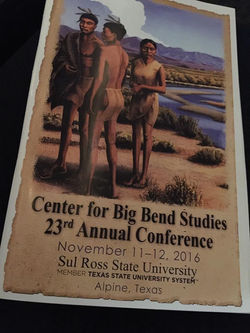 Center for Big Bend Studies
23rd Annual Conference
November 11-12, 2016
Sul Ross State University
MEMBER TEXAS STATE UNIVERSITY SYSTEM™
Alpine, Texas